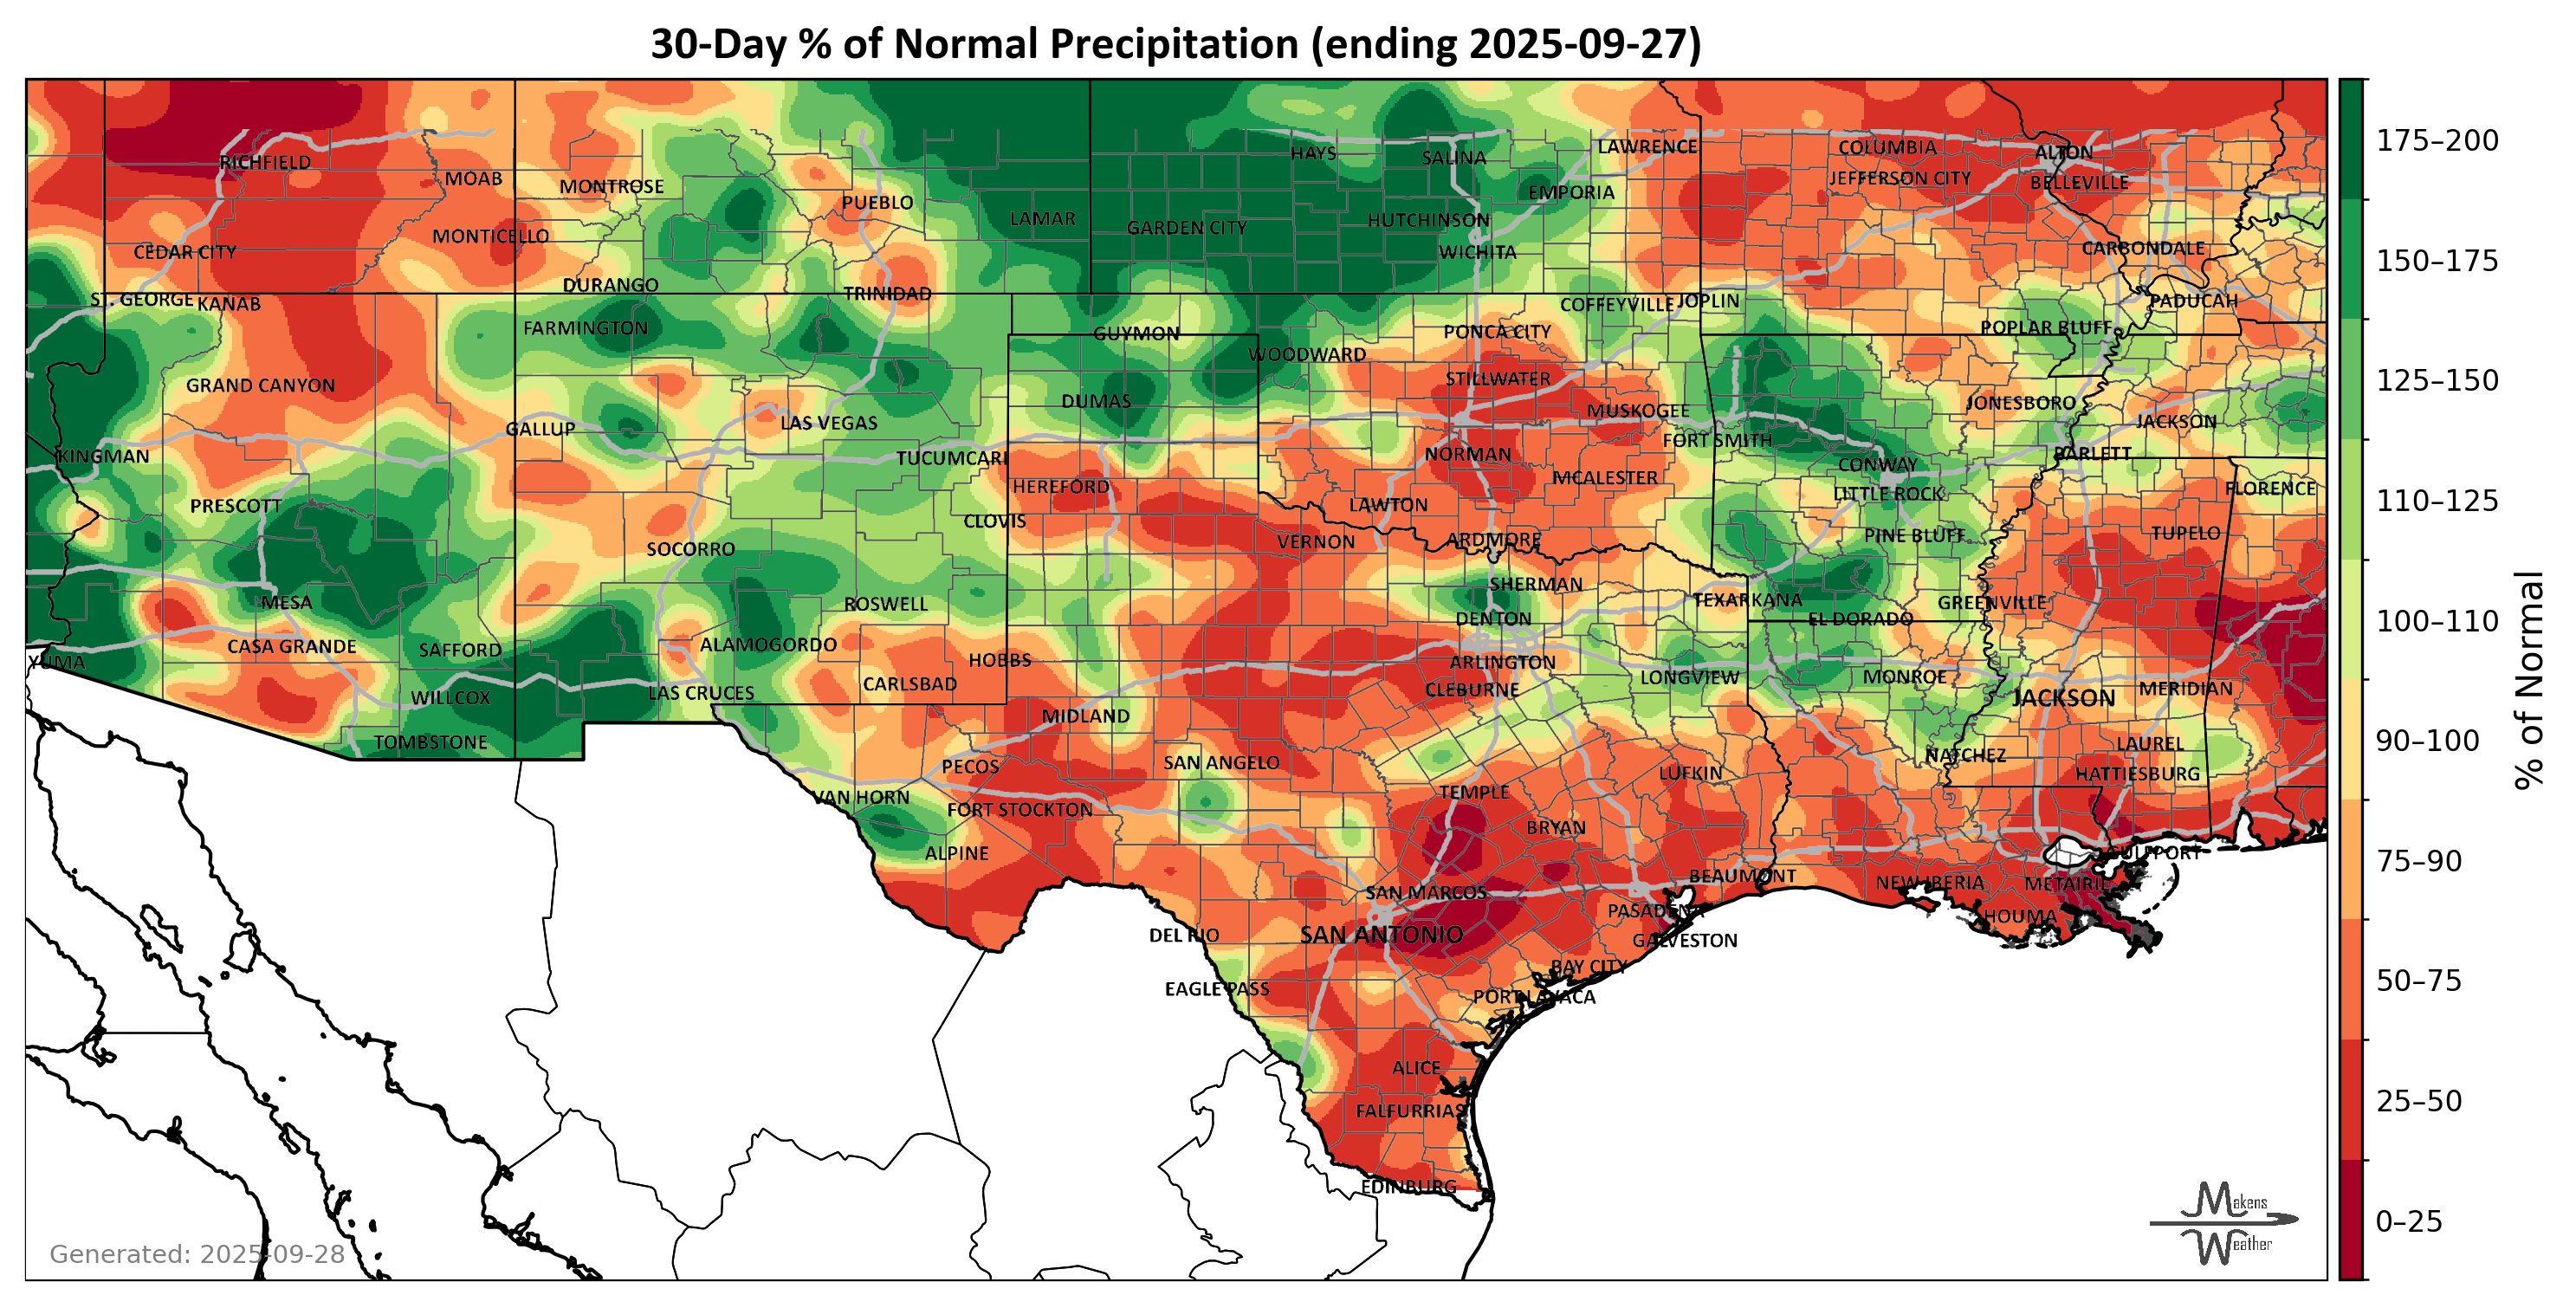 30-Day % of Normal Precipitation (ending 2025-09-27)
RICHFIELD
MOAB
MONTROSE
PUEBLO
LAMAR
HAYS
SALINA
LAWRENCE
COLUMBIA
ALTON
EMPORIA
JEFFERSON CITY
BELLEVILLE
MONTICELLO
GARDEN CITY
HUTCHINSON
CEDAR CITY
WICHITA
CARBONDALE
DURANGO
TRINIDAD
ST. GEORGE
KANAB
COFFEYVILLE
JOPLIN
PADUCAH
FARMINGTON
GUYMON
PONCA CITY
POPLAR BLUFF
WOODWARD
GRAND CANYON
STILLWATER
DUMAS
MUSKOGEE
JONESBORO
GALLUP
LAS VEGAS
JACKSON
FORT SMITH
KINGMAN
TUCUMCARI
NORMAN
BARLETT
CONWAY
HEREFORD
MCALESTER
LITTLE ROCK
FLORENCE
PRESCOTT
LAWTON
CLOVIS
PINE BLUFF
TUPELO
SOCORRO
VERNON
ARDMORE
SHERMAN
MESA
ROSWELL
TEXARKANA
GREENVILLE
DENTON
EL DORADO
CASA GRANDE
SAFFORD
ALAMOGORDO
HOBBS
YUMA
ARLINGTON
CARLSBAD
CLEBURNE
LONGVIEW
MONROE
JACKSON
MERIDIAN
WILLCOX
LAS CRUCES
MIDLAND
TOMBSTONE
NATCHEZ
LAUREL
PECOS
SAN ANGELO
LUFKIN
HATTIESBURG
VAN HORN
FORT STOCKTON
TEMPLE
BRYAN
ALPINE
GULFPORT
SAN MARCOS
BEAUMONT
NEW IBERIA
METAIRIE
PASADENA
HOUMA
DEL RIO
SAN ANTONIO
GALVESTON
BAY CITY
EAGLE PASS
PORT LAVACA
ALICE
FALFURRIAS
EDINBURG
175–200
150–175
125–150
110–125
100–110
90–100
75–90
50–75
25–50
0–25
% of Normal
Makens
Weather
Generated: 2025-09-28